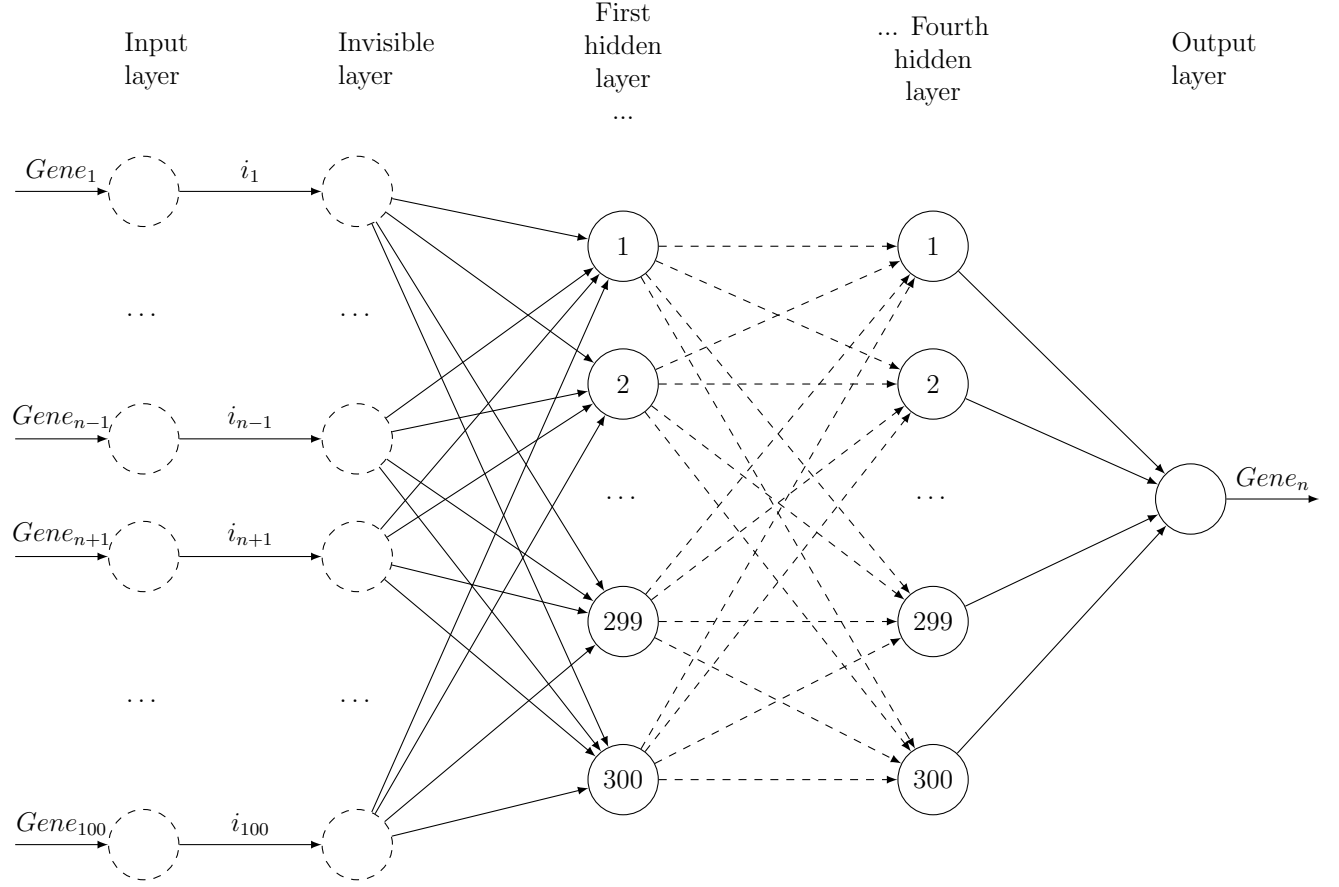 Input
layer
Invisible
layer
First
hidden
layer
...
... Fourth
hidden
layer
Output
layer
Gene₁
i₁
. . .
. . .
Geneₙ₋₁
iₙ₋₁
Geneₙ₊₁
iₙ₊₁
. . .
. . .
Gene₁₀₀
i₁₀₀
1
2
. . .
299
300
1
2
. . .
299
300
Geneₙ